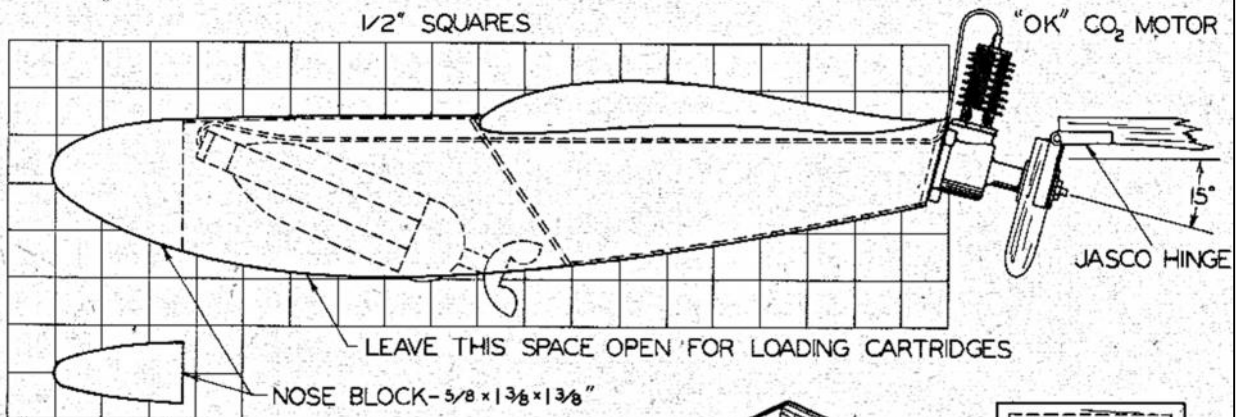 1/2" SQUARES
"OK" CO₂ MOTOR
15°
JASCO HINGE
LEAVE THIS SPACE OPEN FOR LOADING CARTRIDGES
NOSE BLOCK-5/8 x 1 3/8 x 1 3/8"